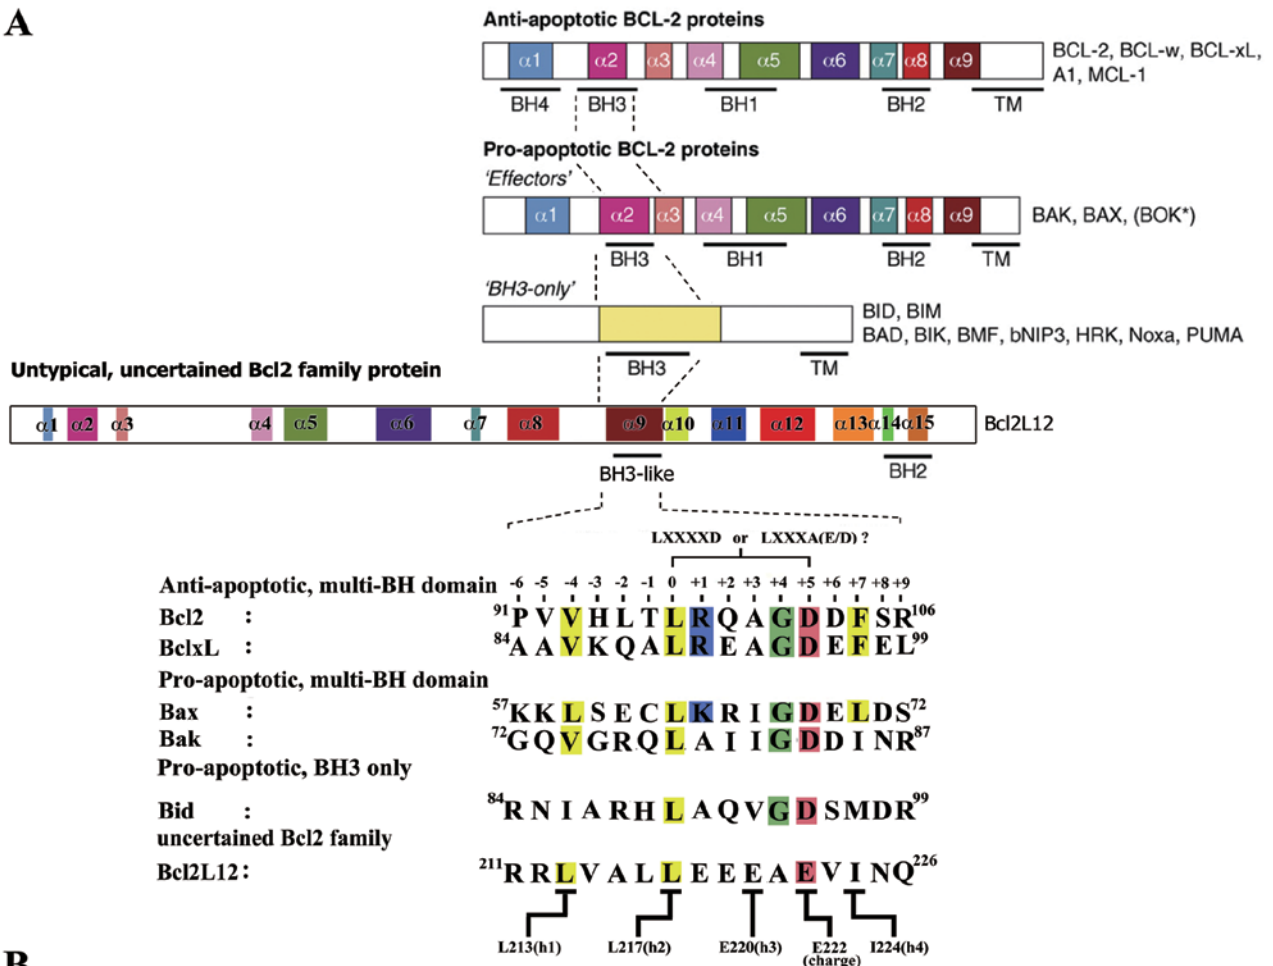 A
Anti-apoptotic BCL-2 proteins
α1 α2 α3 α4 α5 α6 α7 α8 α9
BCL-2, BCL-w, BCL-xL,
A1, MCL-1
BH4 BH3 BH1 BH2 TM
Pro-apoptotic BCL-2 proteins
'Effectors'
α1 α2 α3 α4 α5 α6 α7 α8 α9
BAK, BAX, (BOK*)
BH3 BH1 BH2 TM
'BH3-only'
BID, BIM
BAD, BIK, BMF, bNIP3, HRK, Noxa, PUMA
BH3 TM
Untypical, uncertained Bcl2 family protein
α1 α2 α3 α4 α5 α6 α7 α8 α9 α10 α11 α12 α13 α14 α15 Bcl2L12
BH3-like BH2
LXXXXD or LXXXA(E/D) ?
Anti-apoptotic, multi-BH domain -6 -5 -4 -3 -2 -1 0 +1 +2 +3 +4 +5 +6 +7 +8 +9
Bcl2 : 91 P V V H L T L R Q A G D D F S R 106
BclxL : 84 A A V K Q A L R E A G D E F E L 99
Pro-apoptotic, multi-BH domain
Bax : 57 K K L S E C L K R I G D E L D S 72
Bak : 72 G Q V G R Q L A I I G D D I N R 87
Pro-apoptotic, BH3 only
Bid : 84 R N I A R H L A Q V G D S M D R 99
uncertained Bcl2 family
Bcl2L12: 211 R R L V A L L E E E A E V I N Q 226
L213(h1) L217(h2) E220(h3) E222 I224(h4)
(charge)
B